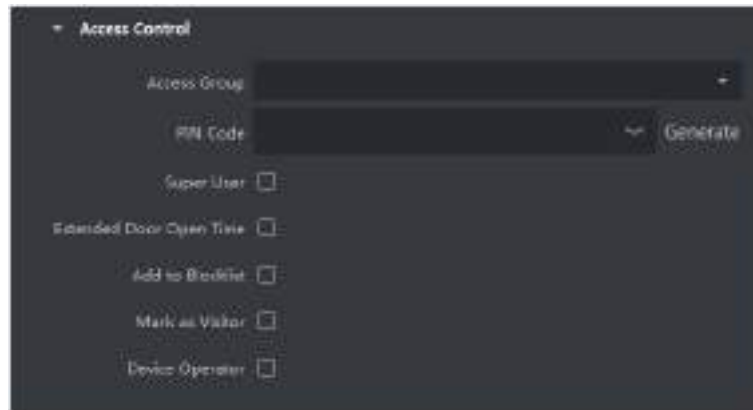 Access Control
Access Group
PIN Code Generate
Super User
Extended Door Open Time
Add to Blocklist
Mark as Visitor
Device Operator